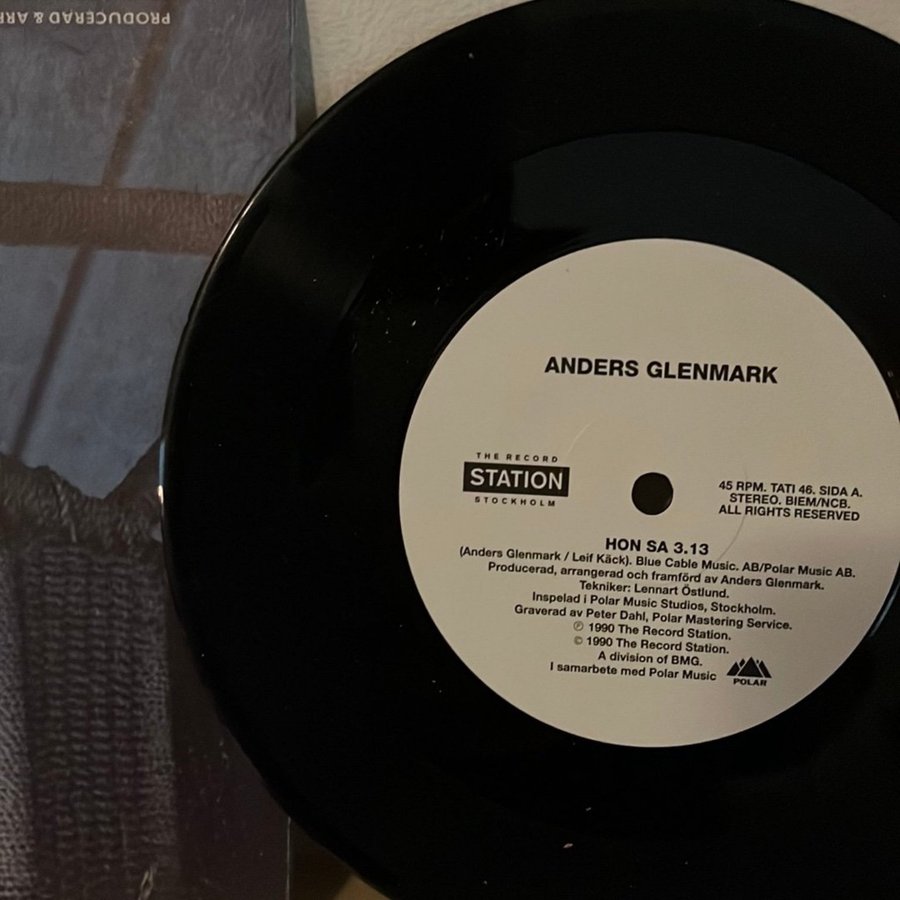 PRODUCERAD & ARR
ANDERS GLENMARK
THE RECORD
STATION
STOCKHOLM
45 RPM. TATI 46. SIDA A.
STEREO. BIEM/NCB.
ALL RIGHTS RESERVED
HON SA 3.13
(Anders Glenmark / Leif Käck). Blue Cable Music. AB/Polar Music AB.
Producerad, arrangerad och framförd av Anders Glenmark.
Tekniker: Lennart Östlund.
Inspelad i Polar Music Studios, Stockholm.
Graverad av Peter Dahl, Polar Mastering Service.
℗ 1990 The Record Station.
© 1990 The Record Station.
A division of BMG.
I samarbete med Polar Music
POLAR